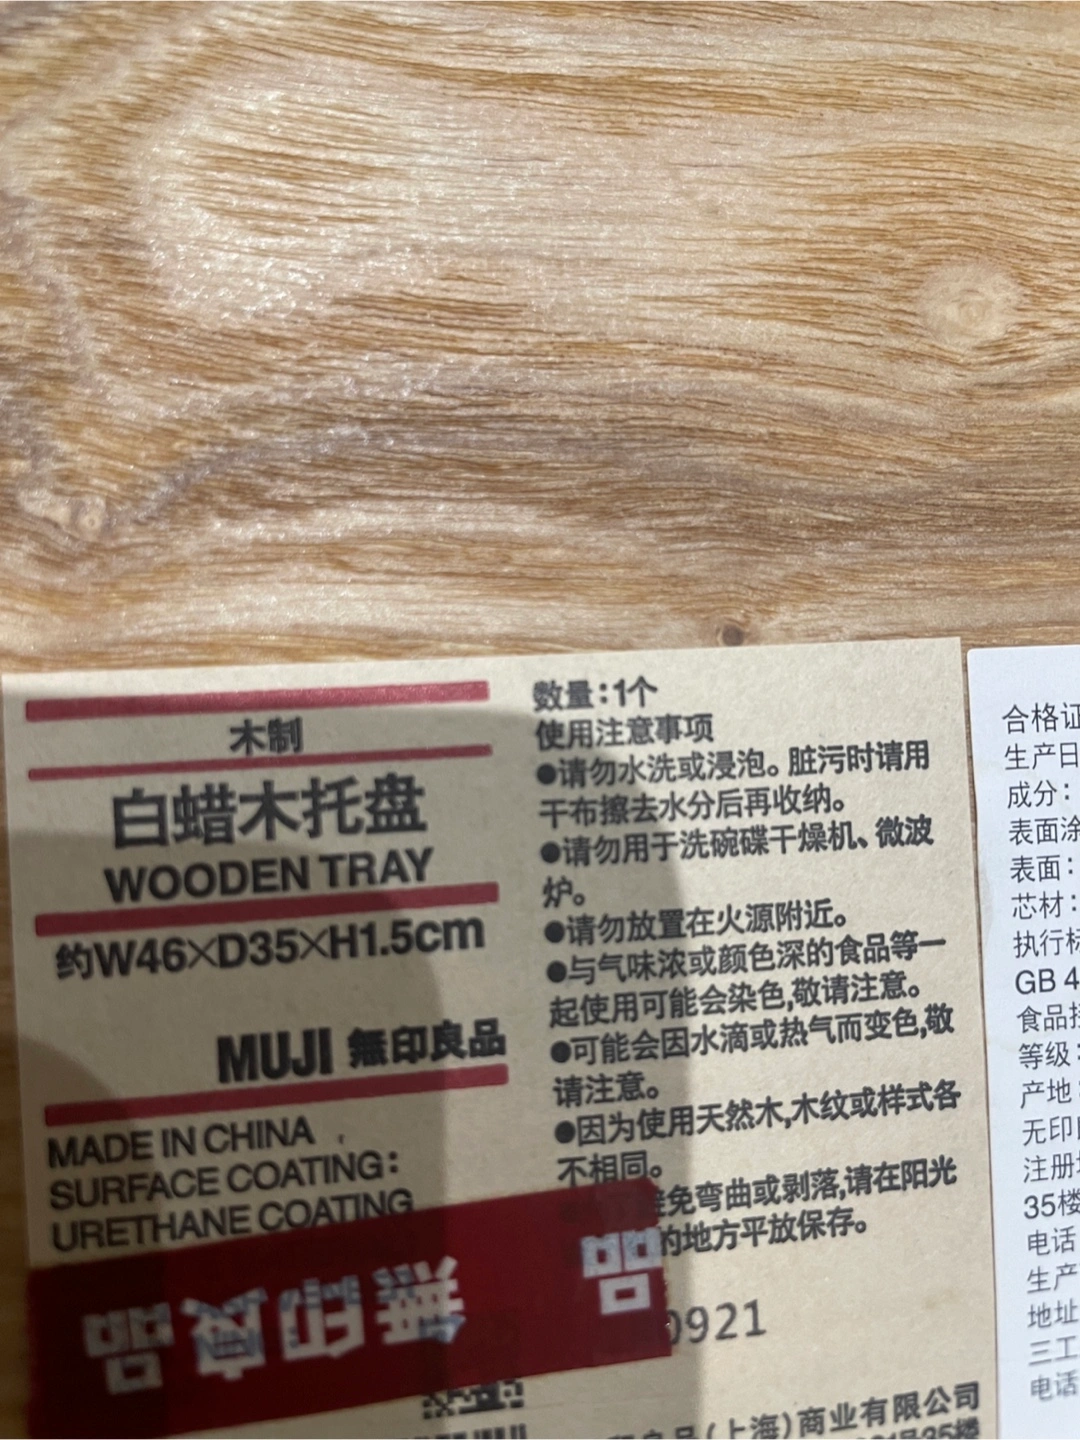 木制
白蜡木托盘
WOODEN TRAY
约W46×D35×H1.5cm
MUJI 無印良品
MADE IN CHINA
SURFACE COATING:
URETHANE COATING
無印良品
品
数量:1个
使用注意事项
●请勿水洗或浸泡。脏污时请用
干布擦去水分后再收纳。
●请勿用于洗碗碟干燥机、微波
炉。
●请勿放置在火源附近。
●与气味浓或颜色深的食品等一
起使用可能会染色,敬请注意。
●可能会因水滴或热气而变色,敬
请注意。
●因为使用天然木,木纹或样式各
不相同。
避免弯曲或剥落,请在阳光
的地方平放保存。
0921
良品(上海)商业有限公司
35楼
合格证
生产日
成分:
表面涂
表面:
芯材:
执行标
GB 4
食品接
等级:
产地:
无印
注册地
35楼
电话
生产
地址
三工
电话